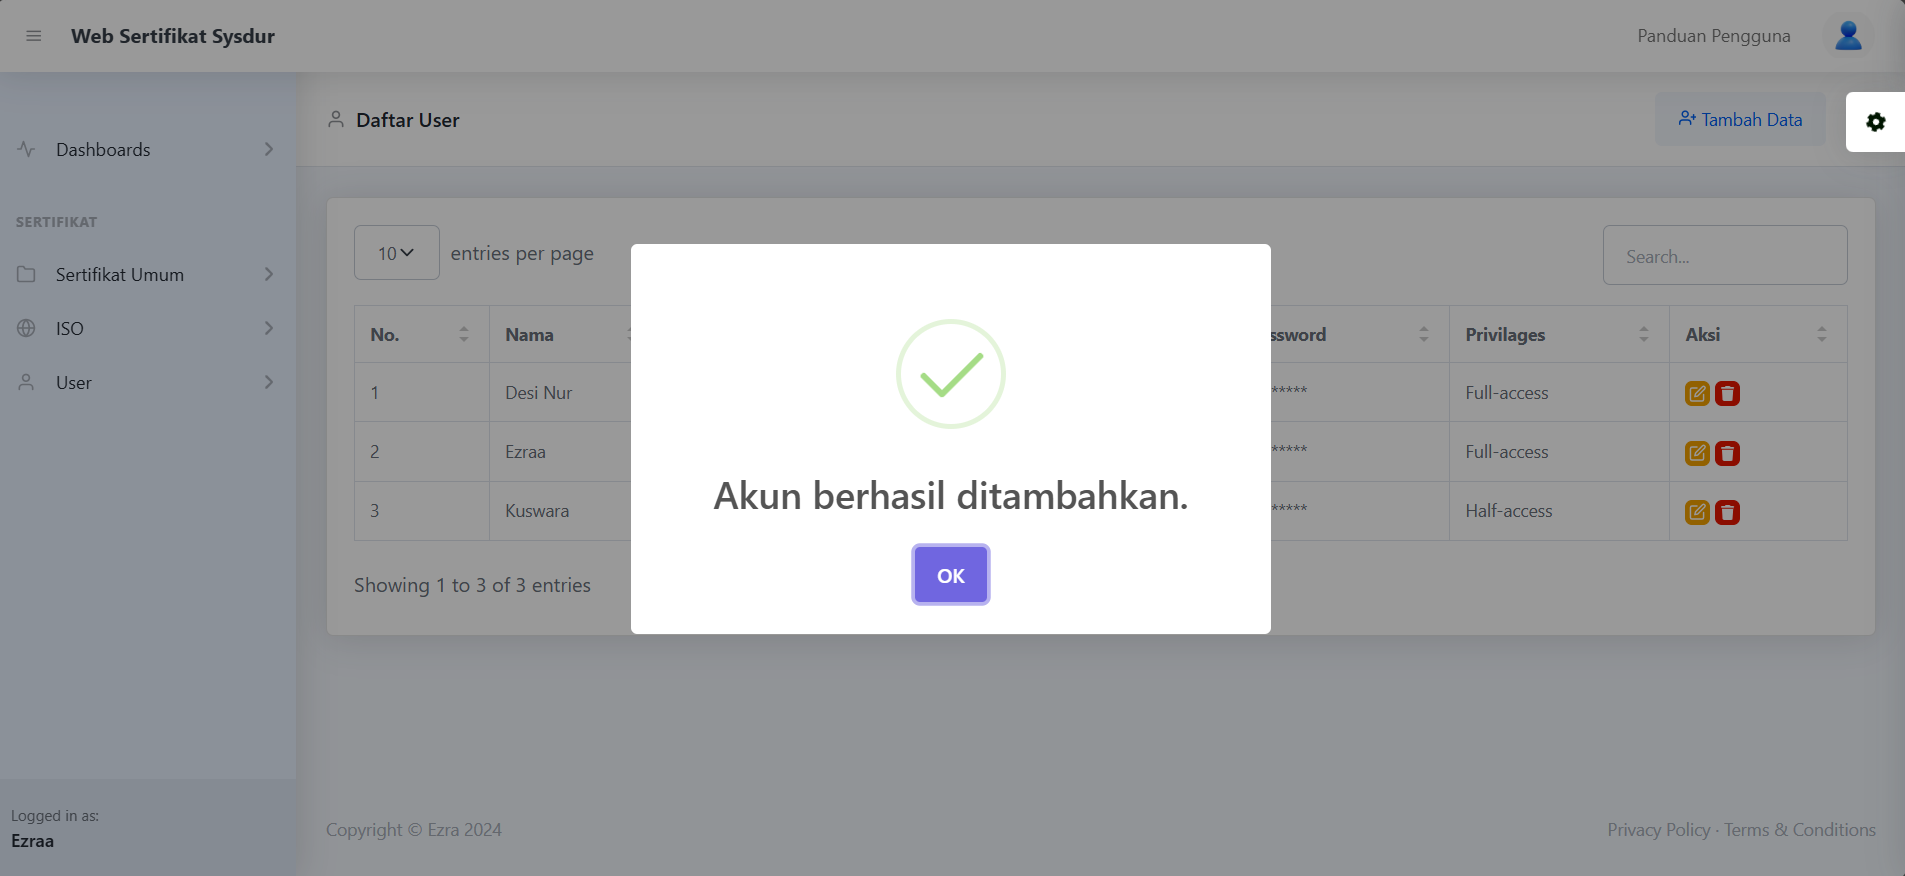 Web Sertifikat Sysdur
Panduan Pengguna
Dashboards
SERTIFIKAT
Sertifikat Umum
ISO
User
Logged in as:
Ezraa
Daftar User
Tambah Data
10 entries per page
Search...
No. Nama ssword Privilages Aksi
1 Desi Nur ***** Full-access
2 Ezraa ***** Full-access
3 Kuswara ***** Half-access
Showing 1 to 3 of 3 entries
Akun berhasil ditambahkan.
OK
Copyright © Ezra 2024
Privacy Policy · Terms & Conditions